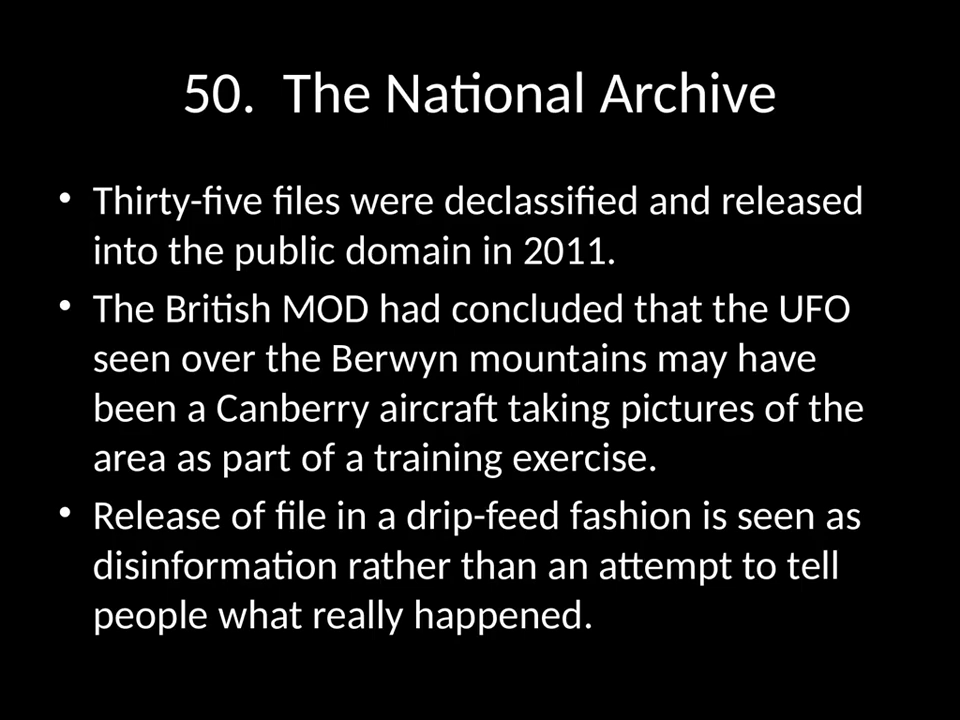 50.  The National Archive
• Thirty-five files were declassified and released
into the public domain in 2011.
• The British MOD had concluded that the UFO
seen over the Berwyn mountains may have
been a Canberry aircraft taking pictures of the
area as part of a training exercise.
• Release of file in a drip-feed fashion is seen as
disinformation rather than an attempt to tell
people what really happened.